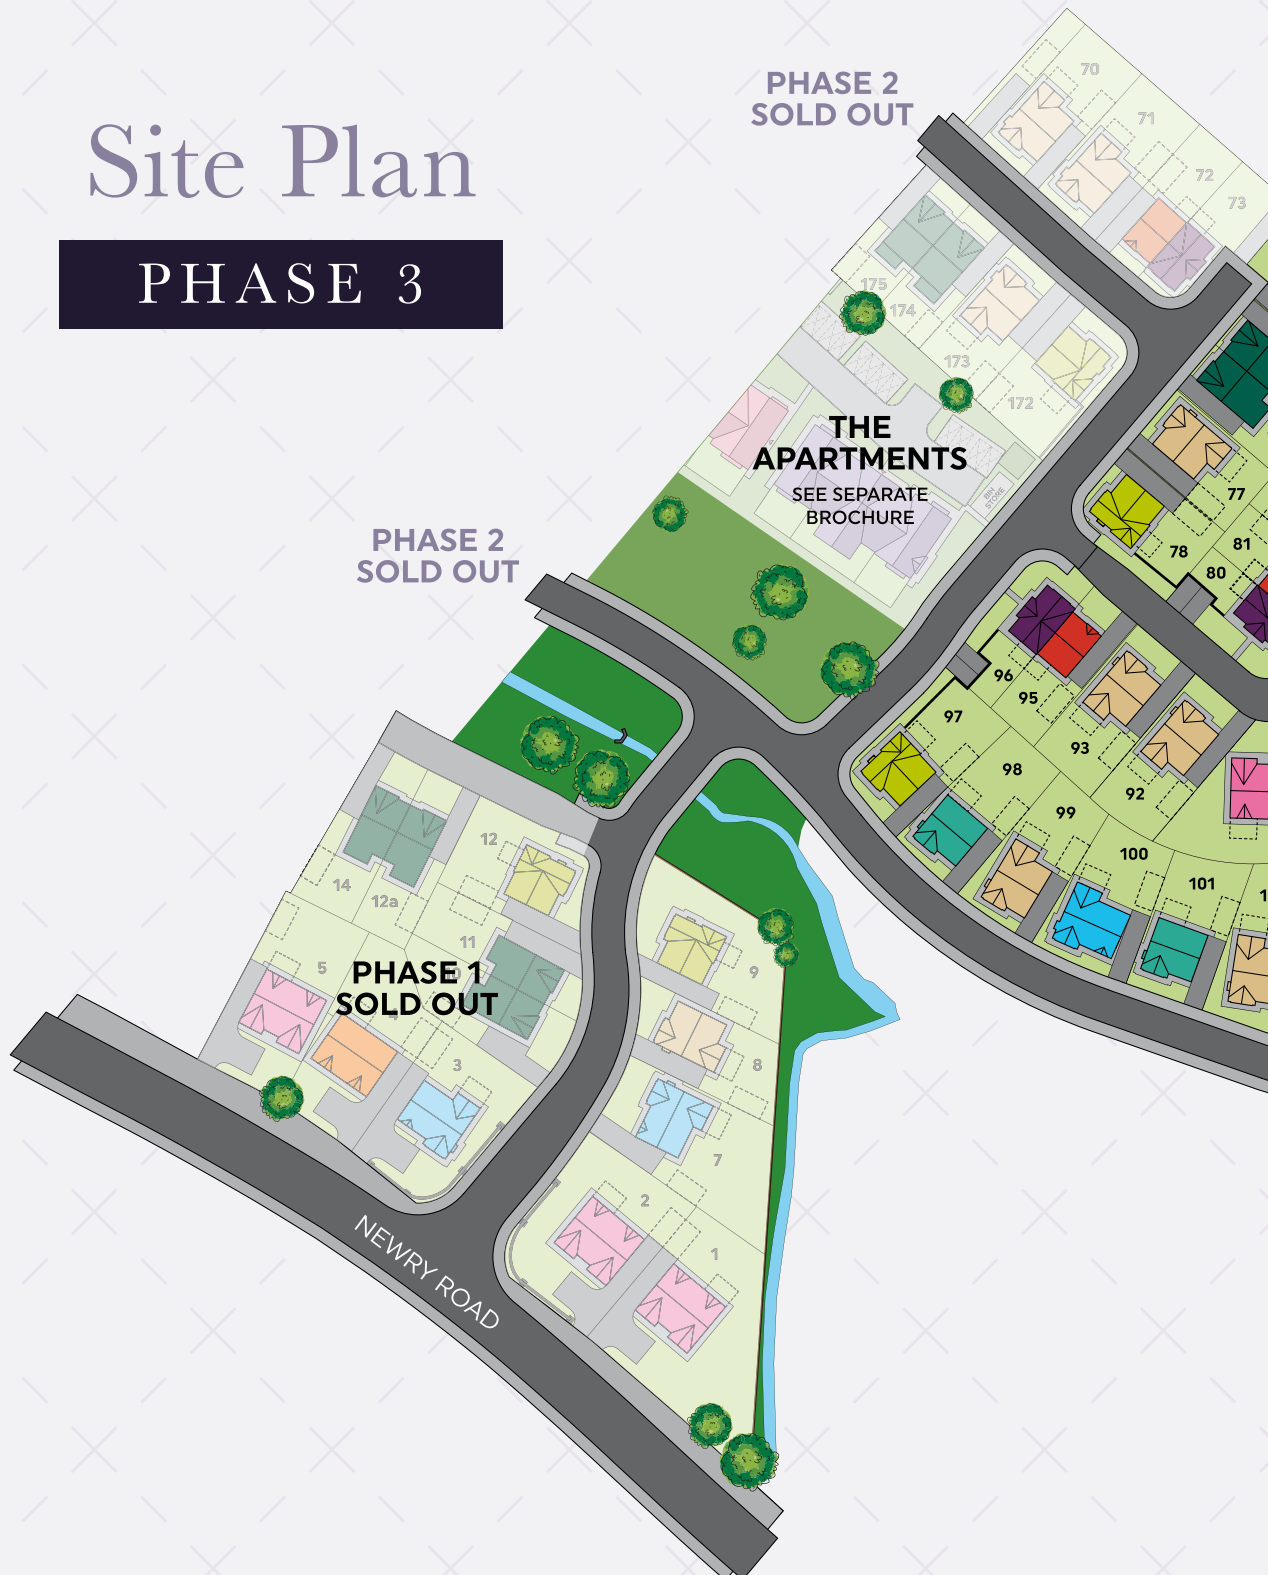 Site Plan
PHASE 3
PHASE 2
SOLD OUT
70
71
72
73
175
174
173
172
THE
APARTMENTS
SEE SEPARATE
BROCHURE
BIN
STORE
77
78
81
80
PHASE 2
SOLD OUT
96
95
97
93
98
92
99
100
101
12
14
12a
11
5
PHASE 1
SOLD OUT
9
8
3
7
2
1
NEWRY ROAD